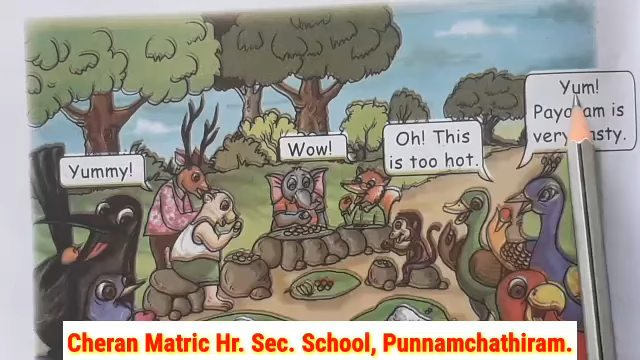 Yummy!
Wow!
Oh! This
is too hot.
Yum!
is
very
Cheran Matric Hr. Sec. School, Punnamchathiram.